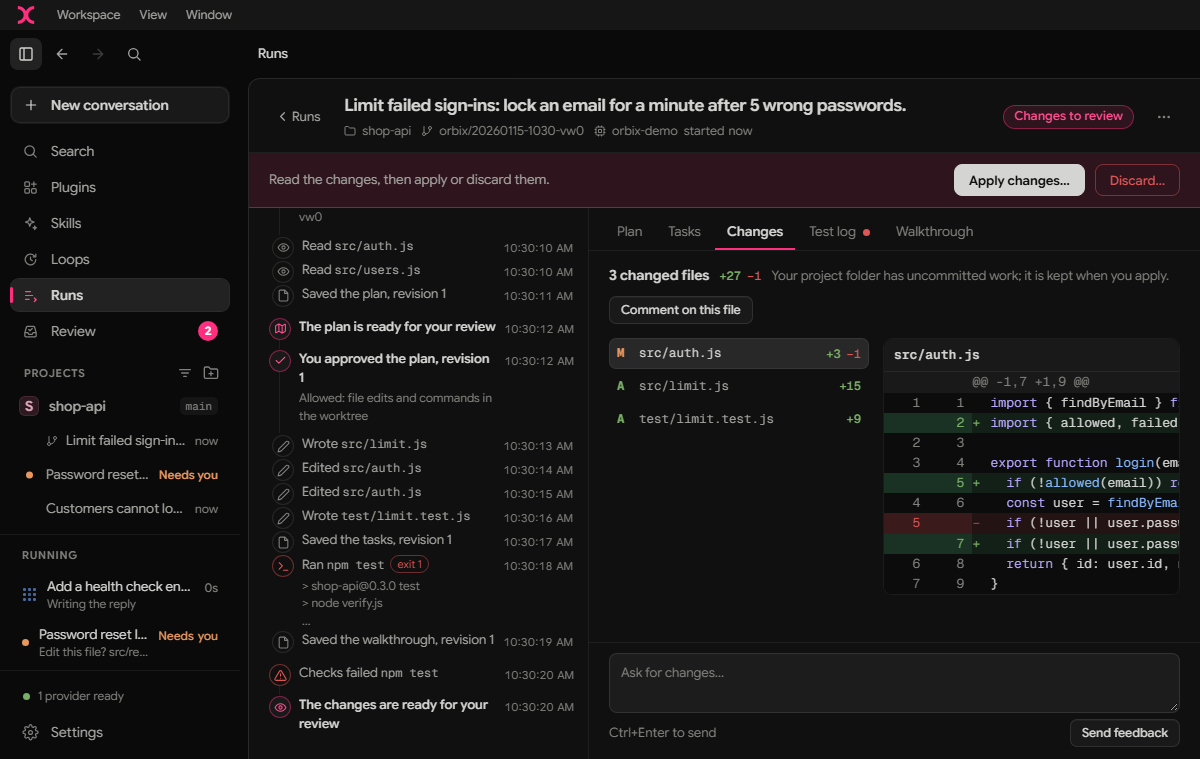 Workspace View Window
Runs
New conversation
Search
Plugins
Skills
Loops
Runs
Review 2
PROJECTS
S shop-api main
Limit failed sign-in... now
Password reset... Needs you
Customers cannot lo... now
RUNNING
Add a health check en... 0s
Writing the reply
Password reset l... Needs you
Edit this file? src/re...
1 provider ready
Settings
Runs
Limit failed sign-ins: lock an email for a minute after 5 wrong passwords.
shop-api orbix/20260115-1030-vw0 orbix-demo started now
Changes to review
Read the changes, then apply or discard them.
Apply changes...
Discard...
vw0
Read src/auth.js 10:30:10 AM
Read src/users.js 10:30:10 AM
Saved the plan, revision 1 10:30:11 AM
The plan is ready for your review 10:30:12 AM
You approved the plan, revision 10:30:12 AM
1
Allowed: file edits and commands in
the worktree
Wrote src/limit.js 10:30:13 AM
Edited src/auth.js 10:30:14 AM
Edited src/auth.js 10:30:15 AM
Wrote test/limit.test.js 10:30:16 AM
Saved the tasks, revision 1 10:30:17 AM
Ran npm test exit 1 10:30:18 AM
> shop-api@0.3.0 test
> node verify.js
...
Saved the walkthrough, revision 1 10:30:19 AM
Checks failed npm test 10:30:20 AM
The changes are ready for your 10:30:20 AM
review
Plan Tasks Changes Test log Walkthrough
3 changed files +27 −1 Your project folder has uncommitted work; it is kept when you apply.
Comment on this file
M src/auth.js +3 −1
A src/limit.js +15
A test/limit.test.js +9
src/auth.js
@@ -1,7 +1,9 @@
1 1 import { findByEmail } f
2 + import { allowed, failed
2 3
3 4 export function login(ema
5 + if (!allowed(email)) re
4 6 const user = findByEma
5 − if (!user || user.passw
7 + if (!user || user.passw
6 8 return { id: user.id,
7 9 }
Ask for changes...
Ctrl+Enter to send
Send feedback